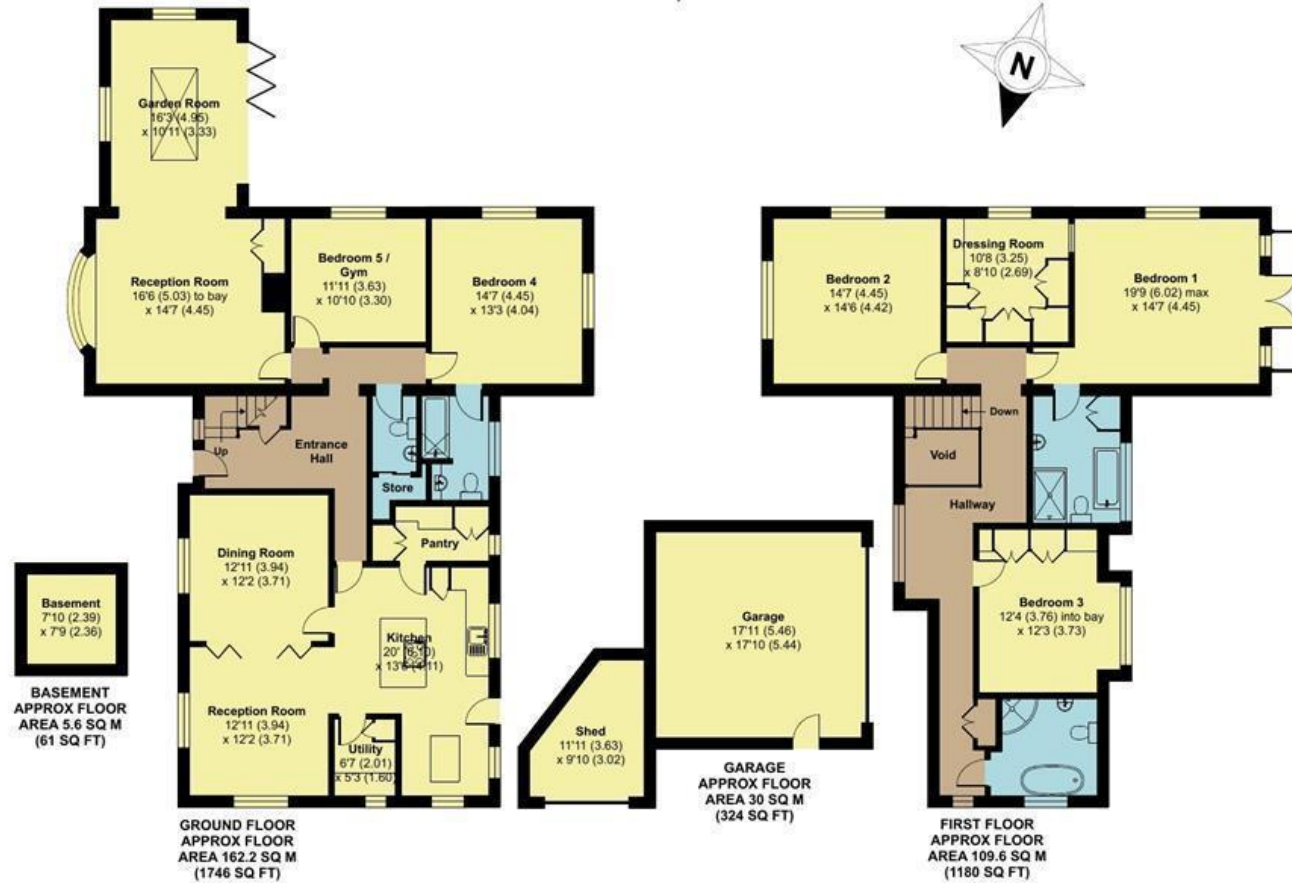 N
Garden Room
16'3 (4.95)
x 10'11 (3.33)
Reception Room
16'6 (5.03) to bay
x 14'7 (4.45)
Bedroom 5 /
Gym
11'11 (3.63)
x 10'10 (3.30)
Bedroom 4
14'7 (4.45)
x 13'3 (4.04)
Up
Entrance
Hall
Store
Pantry
Dining Room
12'11 (3.94)
x 12'2 (3.71)
Kitchen
20' (6.10)
x 13'6 (4.11)
Reception Room
12'11 (3.94)
x 12'2 (3.71)
Utility
6'7 (2.01)
x 5'3 (1.60)
GROUND FLOOR
APPROX FLOOR
AREA 162.2 SQ M
(1746 SQ FT)
Basement
7'10 (2.39)
x 7'9 (2.36)
BASEMENT
APPROX FLOOR
AREA 5.6 SQ M
(61 SQ FT)
Shed
11'11 (3.63)
x 9'10 (3.02)
Garage
17'11 (5.46)
x 17'10 (5.44)
GARAGE
APPROX FLOOR
AREA 30 SQ M
(324 SQ FT)
Bedroom 2
14'7 (4.45)
x 14'6 (4.42)
Dressing Room
10'8 (3.25)
x 8'10 (2.69)
Bedroom 1
19'9 (6.02) max
x 14'7 (4.45)
Down
Void
Hallway
Bedroom 3
12'4 (3.76) into bay
x 12'3 (3.73)
FIRST FLOOR
APPROX FLOOR
AREA 109.6 SQ M
(1180 SQ FT)